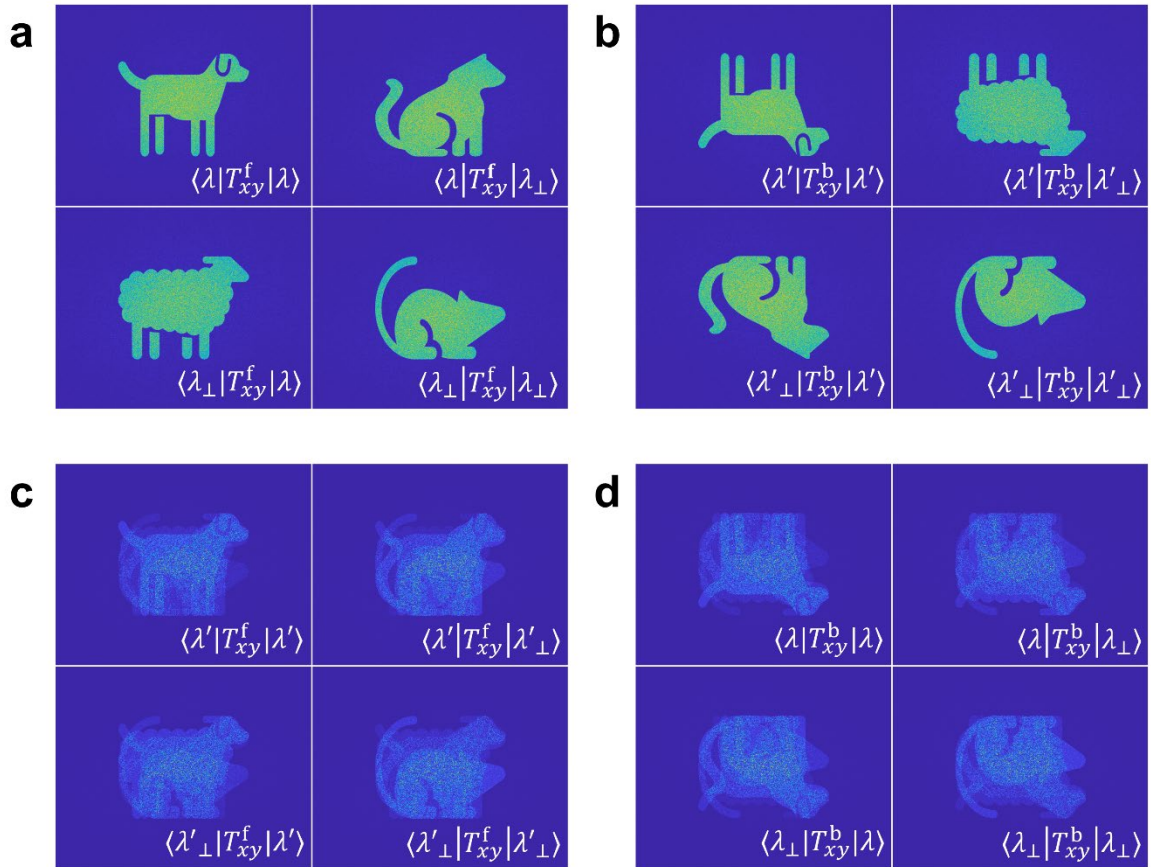 a
⟨λ|T^f_xy|λ⟩
⟨λ|T^f_xy|λ_⊥⟩
⟨λ_⊥|T^f_xy|λ⟩
⟨λ_⊥|T^f_xy|λ_⊥⟩
b
⟨λ′|T^b_xy|λ′⟩
⟨λ′|T^b_xy|λ′_⊥⟩
⟨λ′_⊥|T^b_xy|λ′⟩
⟨λ′_⊥|T^b_xy|λ′_⊥⟩
c
⟨λ′|T^f_xy|λ′⟩
⟨λ′|T^f_xy|λ′_⊥⟩
⟨λ′_⊥|T^f_xy|λ′⟩
⟨λ′_⊥|T^f_xy|λ′_⊥⟩
d
⟨λ|T^b_xy|λ⟩
⟨λ|T^b_xy|λ_⊥⟩
⟨λ_⊥|T^b_xy|λ⟩
⟨λ_⊥|T^b_xy|λ_⊥⟩